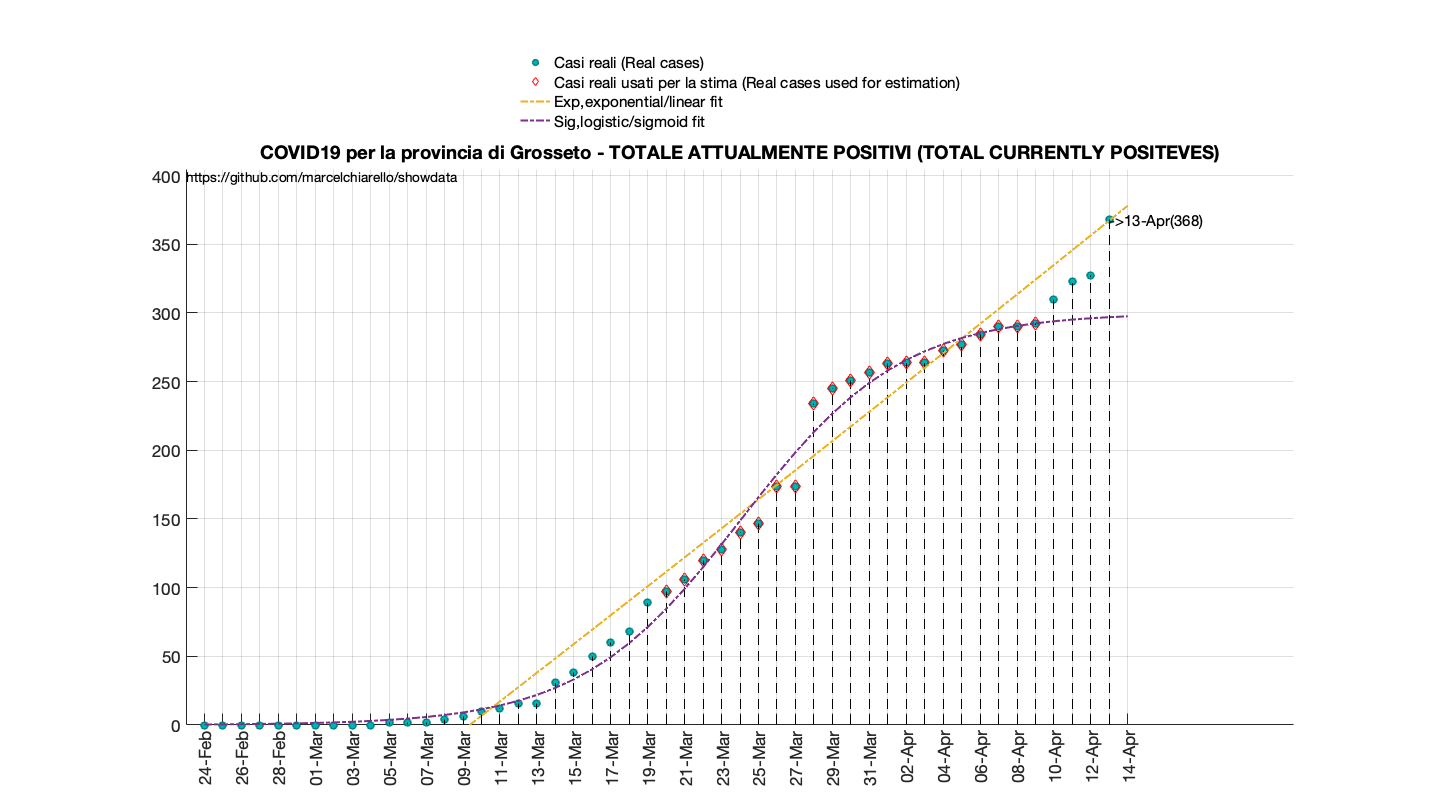 Casi reali (Real cases)
Casi reali usati per la stima (Real cases used for estimation)
Exp,exponential/linear fit
Sig,logistic/sigmoid fit
COVID19 per la provincia di Grosseto - TOTALE ATTUALMENTE POSITIVI (TOTAL CURRENTLY POSITEVES)
https://github.com/marcelchiarello/showdata
400
350
300
250
200
150
100
50
0
>13-Apr(368)
24-Feb
26-Feb
28-Feb
01-Mar
03-Mar
05-Mar
07-Mar
09-Mar
11-Mar
13-Mar
15-Mar
17-Mar
19-Mar
21-Mar
23-Mar
25-Mar
27-Mar
29-Mar
31-Mar
02-Apr
04-Apr
06-Apr
08-Apr
10-Apr
12-Apr
14-Apr